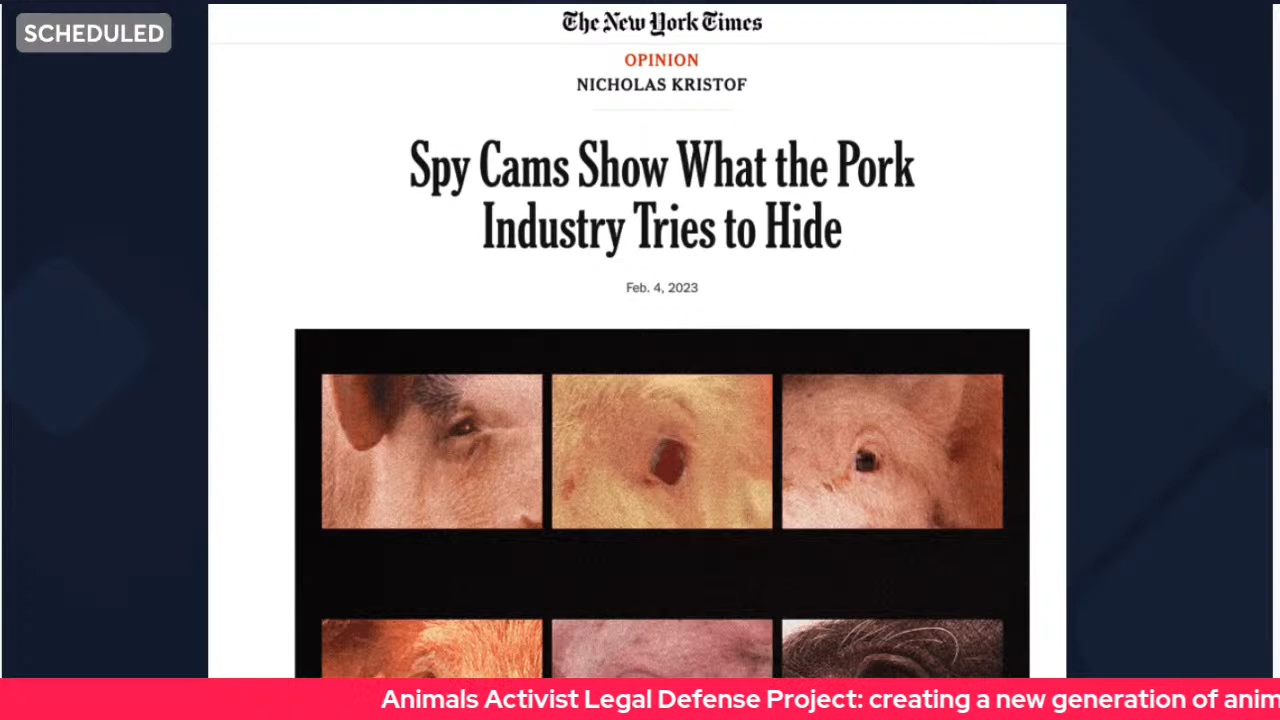 SCHEDULED
The New York Times
OPINION
NICHOLAS KRISTOF
Spy Cams Show What the Pork
Industry Tries to Hide
Feb. 4, 2023
Animals Activist Legal Defense Project: creating a new generation of anim